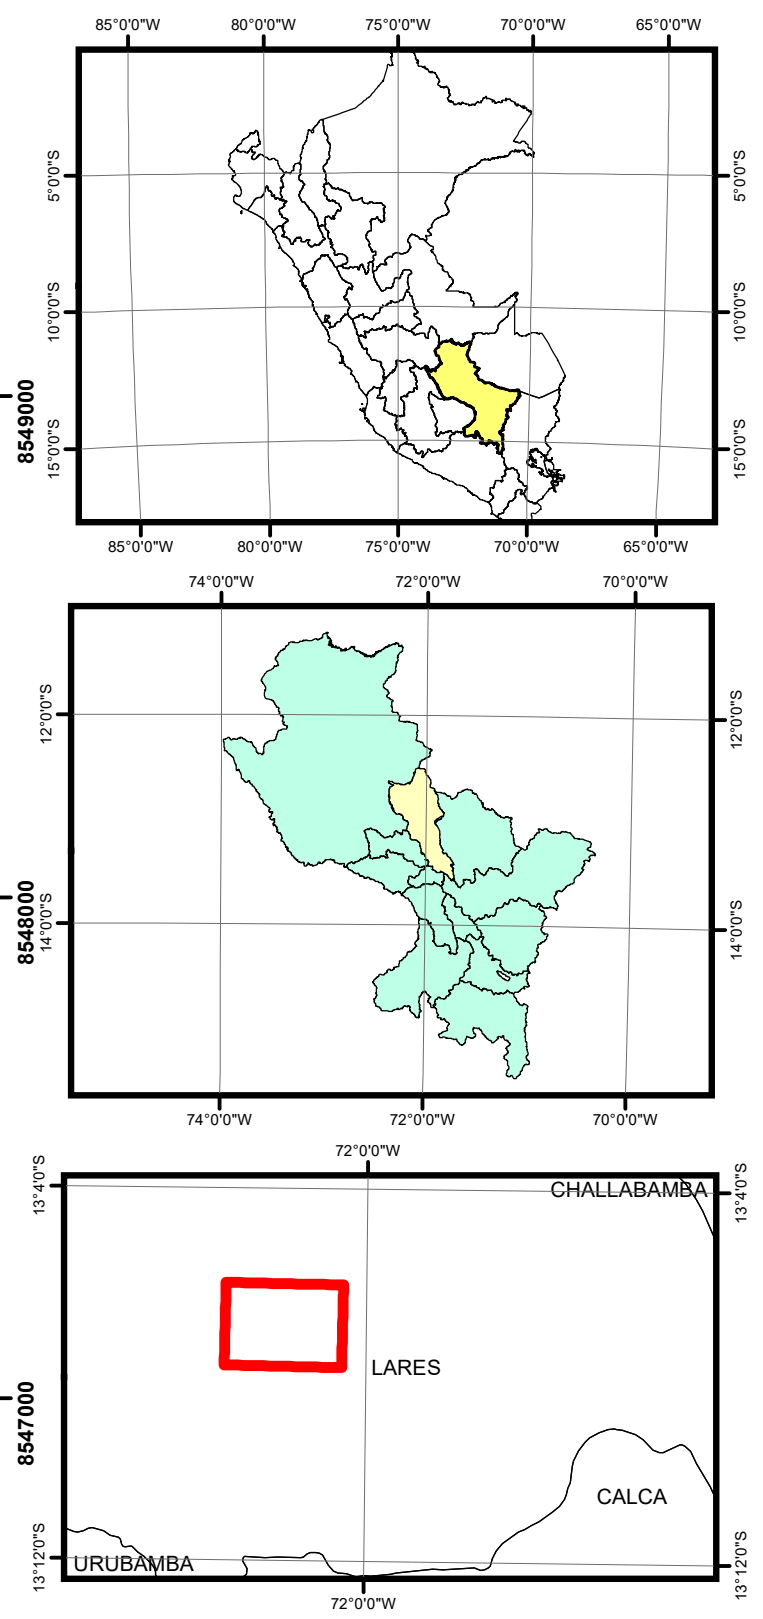 85°0'0"W 80°0'0"W 75°0'0"W 70°0'0"W 65°0'0"W
5°0'0"S 5°0'0"S
10°0'0"S 10°0'0"S
8549000
15°0'0"S 15°0'0"S
85°0'0"W 80°0'0"W 75°0'0"W 70°0'0"W 65°0'0"W
74°0'0"W 72°0'0"W 70°0'0"W
12°0'0"S 12°0'0"S
8548000
14°0'0"S 14°0'0"S
74°0'0"W 72°0'0"W 70°0'0"W
72°0'0"W
13°4'0"S CHALLABAMBA 13°4'0"S
LARES
8547000
CALCA
13°12'0"S URUBAMBA 13°12'0"S
72°0'0"W